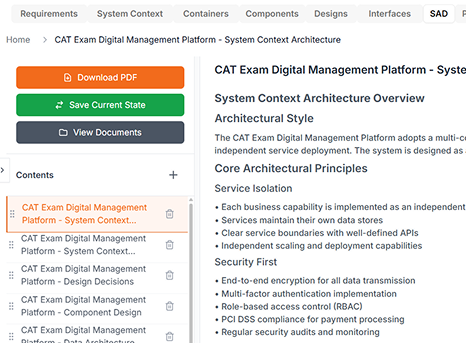 Requirements System Context Containers Components Designs Interfaces SAD
Home > CAT Exam Digital Management Platform - System Context Architecture
Download PDF
Save Current State
View Documents
Contents +
CAT Exam Digital Management
Platform - System Context...
CAT Exam Digital Management
Platform - System Context...
CAT Exam Digital Management
Platform - Design Decisions
CAT Exam Digital Management
Platform - Component Design
CAT Exam Digital Management
Platform - Data Architecture
CAT Exam Digital Management Platform - Syste
System Context Architecture Overview
Architectural Style
The CAT Exam Digital Management Platform adopts a
independent service deployment. The system is designed as
Core Architectural Principles
Service Isolation
• Each business capability is implemented as an independent
• Services maintain their own data stores
• Clear service boundaries with well-defined APIs
• Independent scaling and deployment capabilities
Security First
• End-to-end encryption for all data transmission
• Multi-factor authentication implementation
• Role-based access control (RBAC)
• PCI DSS compliance for payment processing
• Regular security audits and monitoring